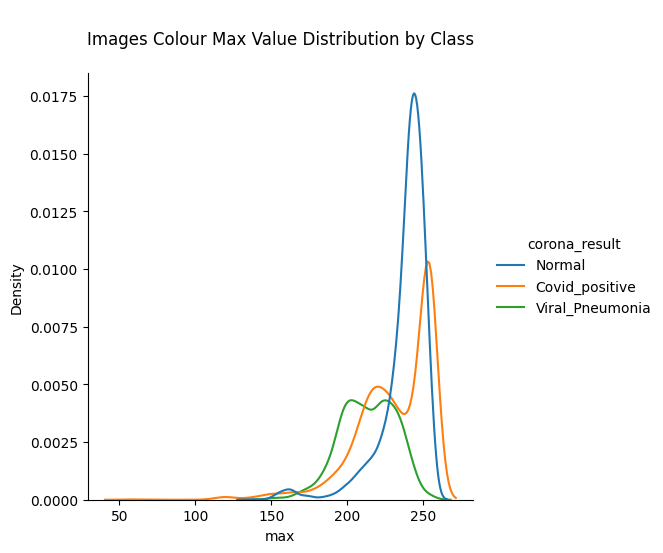 Images Colour Max Value Distribution by Class
0.0175
0.0150
0.0125
0.0100
0.0075
0.0050
0.0025
0.0000
Density
50 100 150 200 250
max
corona_result
Normal
Covid_positive
Viral_Pneumonia